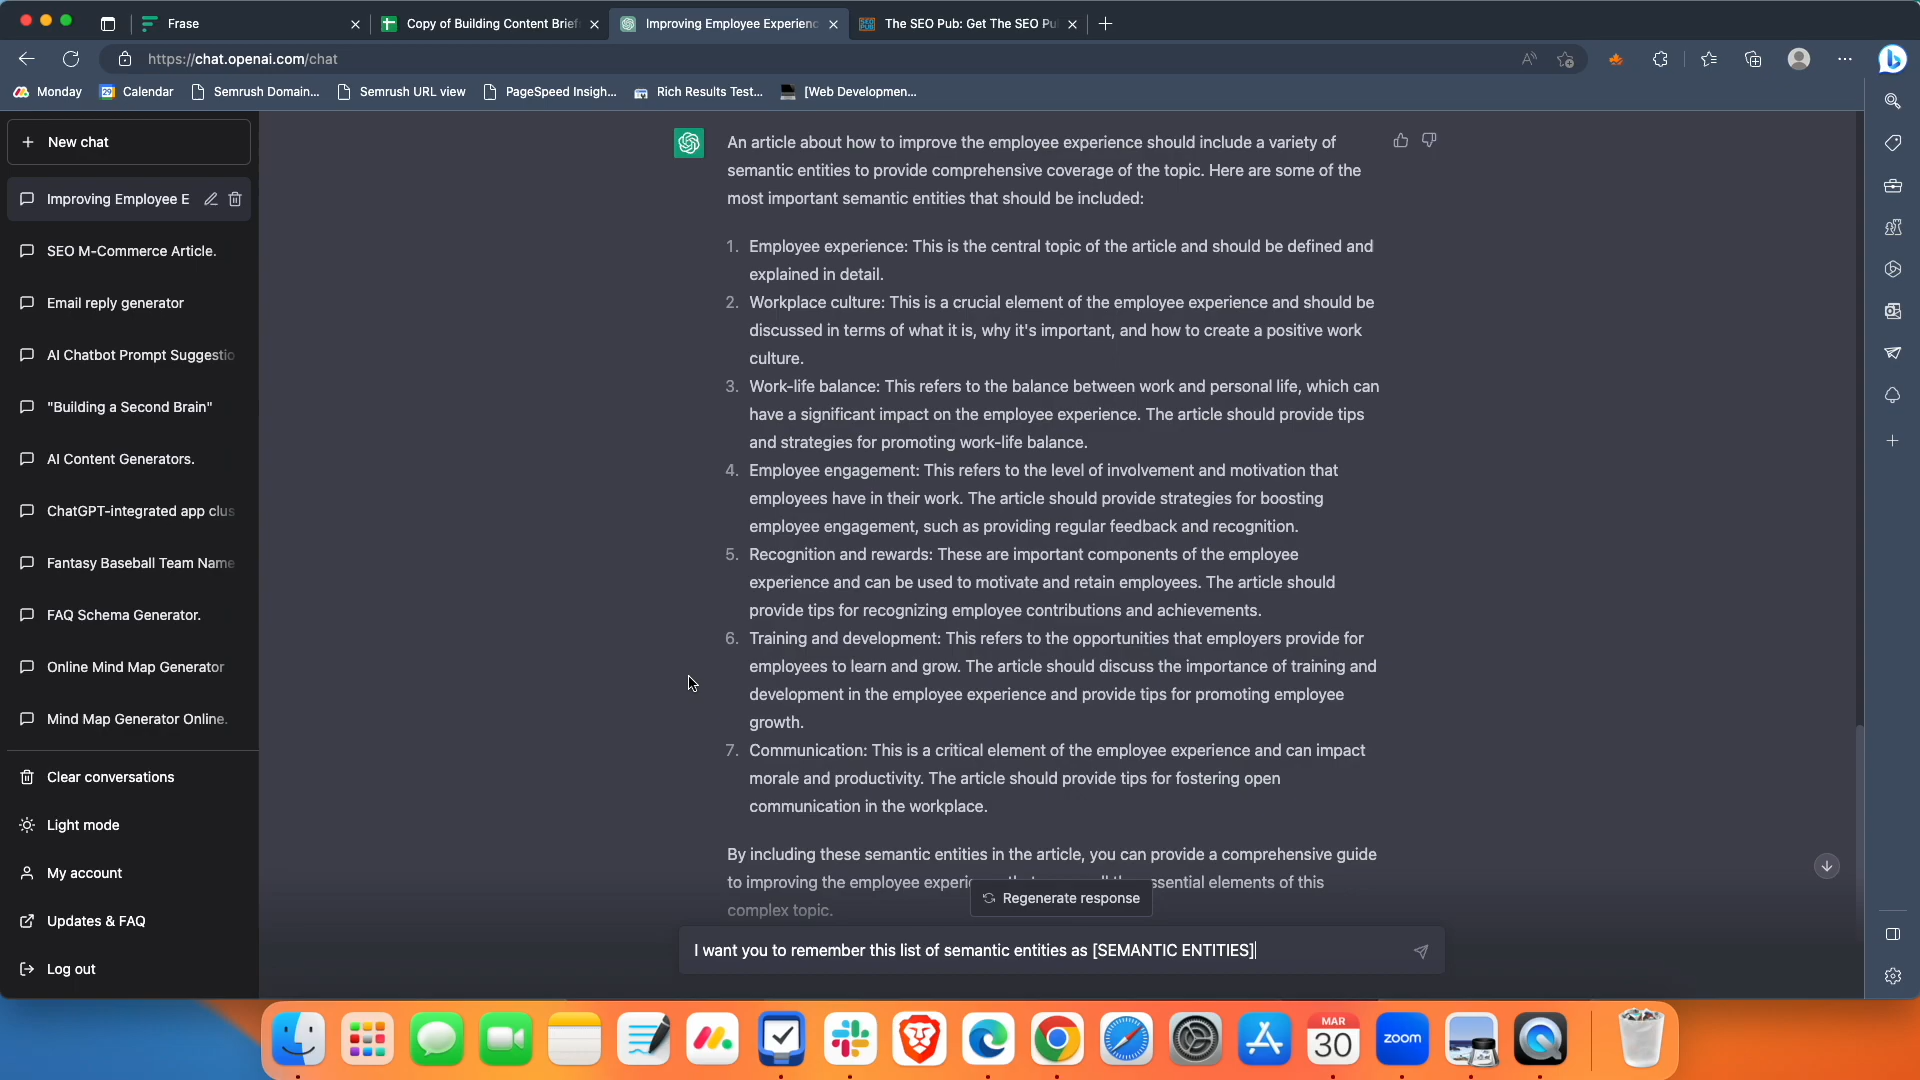 Frase
Copy of Building Content Brief
Improving Employee Experienc
The SEO Pub: Get The SEO Pu
https://chat.openai.com/chat
Monday
Calendar
Semrush Domain...
Semrush URL view
PageSpeed Insigh...
Rich Results Test...
[Web Developmen...
New chat
Improving Employee E
SEO M-Commerce Article.
Email reply generator
AI Chatbot Prompt Suggestio
"Building a Second Brain"
AI Content Generators.
ChatGPT-integrated app clus
Fantasy Baseball Team Name
FAQ Schema Generator.
Online Mind Map Generator
Mind Map Generator Online.
Clear conversations
Light mode
My account
Updates & FAQ
Log out
An article about how to improve the employee experience should include a variety of
semantic entities to provide comprehensive coverage of the topic. Here are some of the
most important semantic entities that should be included:
1. Employee experience: This is the central topic of the article and should be defined and
explained in detail.
2. Workplace culture: This is a crucial element of the employee experience and should be
discussed in terms of what it is, why it's important, and how to create a positive work
culture.
3. Work-life balance: This refers to the balance between work and personal life, which can
have a significant impact on the employee experience. The article should provide tips
and strategies for promoting work-life balance.
4. Employee engagement: This refers to the level of involvement and motivation that
employees have in their work. The article should provide strategies for boosting
employee engagement, such as providing regular feedback and recognition.
5. Recognition and rewards: These are important components of the employee
experience and can be used to motivate and retain employees. The article should
provide tips for recognizing employee contributions and achievements.
6. Training and development: This refers to the opportunities that employers provide for
employees to learn and grow. The article should discuss the importance of training and
development in the employee experience and provide tips for promoting employee
growth.
7. Communication: This is a critical element of the employee experience and can impact
morale and productivity. The article should provide tips for fostering open
communication in the workplace.
By including these semantic entities in the article, you can provide a comprehensive guide
to improving the employee essential elements of this
complex topic.
Regenerate response
I want you to remember this list of semantic entities as [SEMANTIC ENTITIES]
MAR
30
zoom